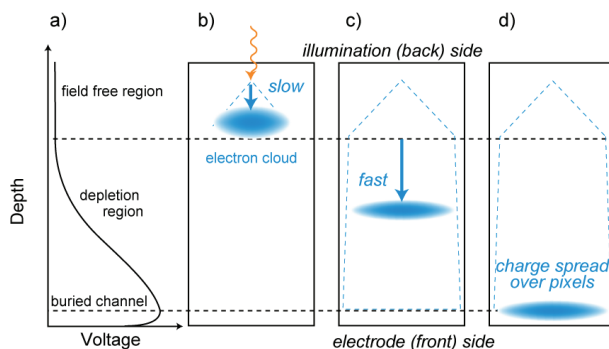 a)
b)
c)
d)
illumination (back) side
field free region
slow
electron cloud
Depth
depletion
region
fast
buried channel
charge spread
over pixels
Voltage
electrode (front) side